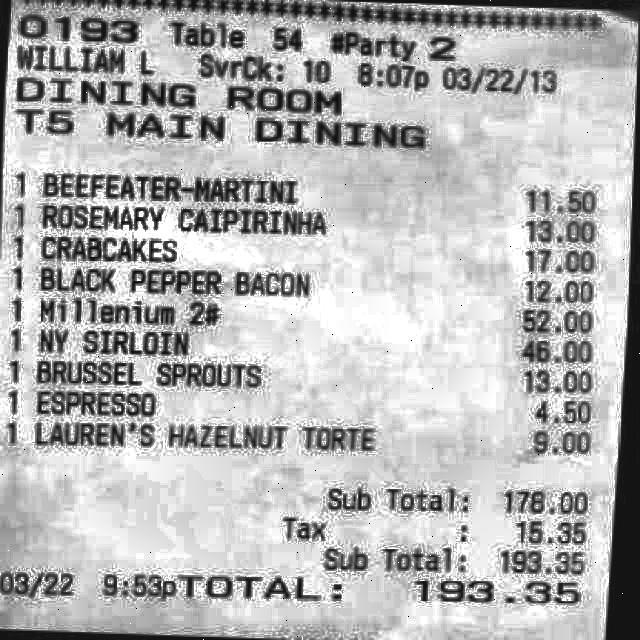 0193 Table 54 #Party 2
WILLIAM L SvrCk: 10 8:07p 03/22/13
DINING ROOM
T5 MAIN DINING
1 BEEFEATER-MARTINI 11.50
1 ROSEMARY CAIPIRINHA 13.00
1 CRABCAKES 17.00
1 BLACK PEPPER BACON 12.00
1 Millenium 2# 52.00
1 NY SIRLOIN 46.00
1 BRUSSEL SPROUTS 13.00
1 ESPRESSO 4.50
1 LAUREN'S HAZELNUT TORTE 9.00
Sub Total: 178.00
Tax : 15.35
Sub Total: 193.35
03/22 9:53pTOTAL: 193.35